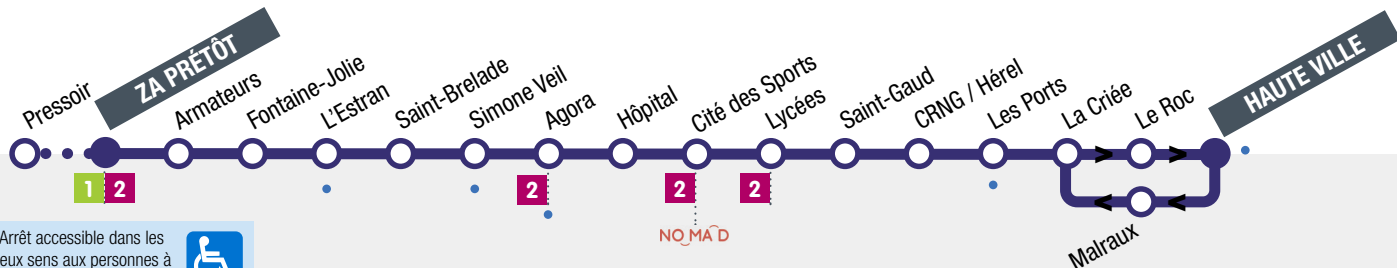 Pressoir
ZA PRÉTÔT
Armateurs
Fontaine-Jolie
L'Estran
Saint-Brelade
Simone Veil
Agora
Hôpital
Cité des Sports
Lycées
Saint-Gaud
CRNG / Hérel
Les Ports
La Criée
Le Roc
HAUTE VILLE
1 2
2
2
2
NOMAD
Malraux
Arrêt accessible dans les
eux sens aux personnes à